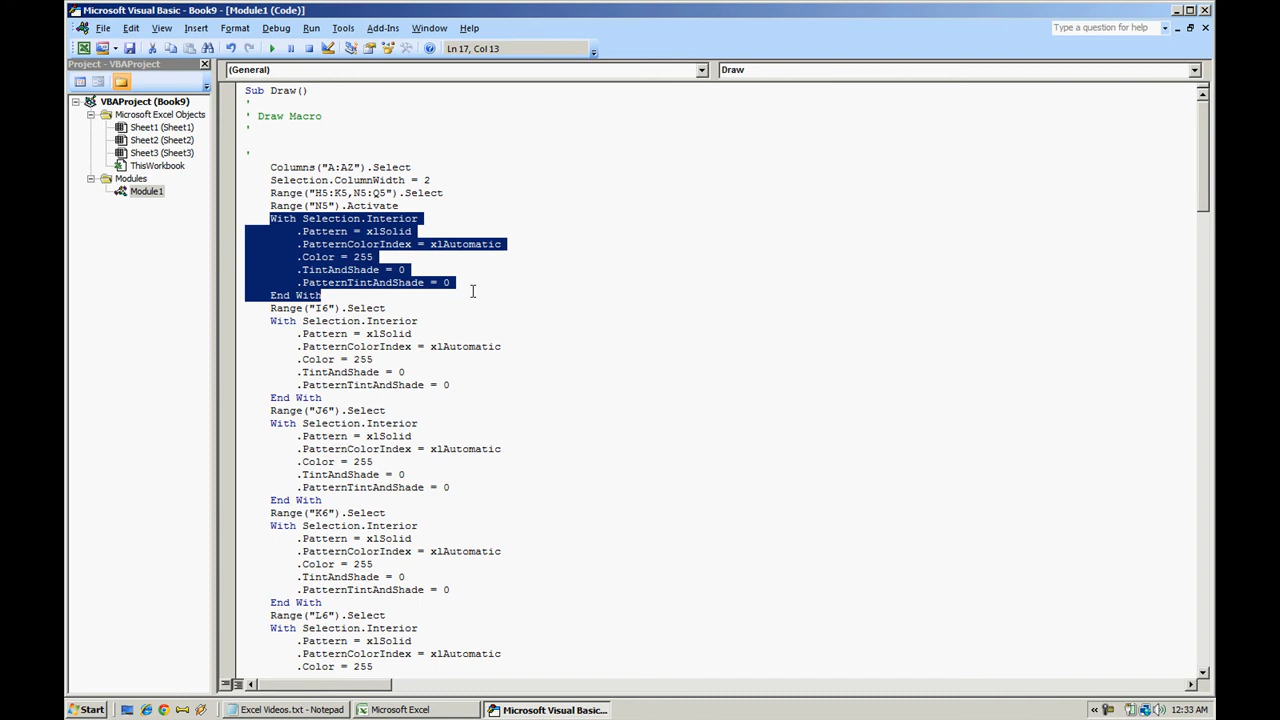 Microsoft Visual Basic - Book9 - [Module1 (Code)]
File Edit View Insert Format Debug Run Tools Add-Ins Window Help
Type a question for help
Ln 17, Col 13
Project - VBAProject
(General)
Draw
VBAProject (Book9)
Microsoft Excel Objects
Sheet1 (Sheet1)
Sheet2 (Sheet2)
Sheet3 (Sheet3)
ThisWorkbook
Modules
Module1
Sub Draw()
'
' Draw Macro
'
'
Columns("A:AZ").Select
Selection.ColumnWidth = 2
Range("H5:K5,N5:Q5").Select
Range("N5").Activate
With Selection.Interior
.Pattern = xlSolid
.PatternColorIndex = xlAutomatic
.Color = 255
.TintAndShade = 0
.PatternTintAndShade = 0
End With
Range("I6").Select
With Selection.Interior
.Pattern = xlSolid
.PatternColorIndex = xlAutomatic
.Color = 255
.TintAndShade = 0
.PatternTintAndShade = 0
End With
Range("J6").Select
With Selection.Interior
.Pattern = xlSolid
.PatternColorIndex = xlAutomatic
.Color = 255
.TintAndShade = 0
.PatternTintAndShade = 0
End With
Range("K6").Select
With Selection.Interior
.Pattern = xlSolid
.PatternColorIndex = xlAutomatic
.Color = 255
.TintAndShade = 0
.PatternTintAndShade = 0
End With
Range("L6").Select
With Selection.Interior
.Pattern = xlSolid
.PatternColorIndex = xlAutomatic
.Color = 255
Start
Excel Videos.txt - Notepad
Microsoft Excel
Microsoft Visual Basic...
12:33 AM